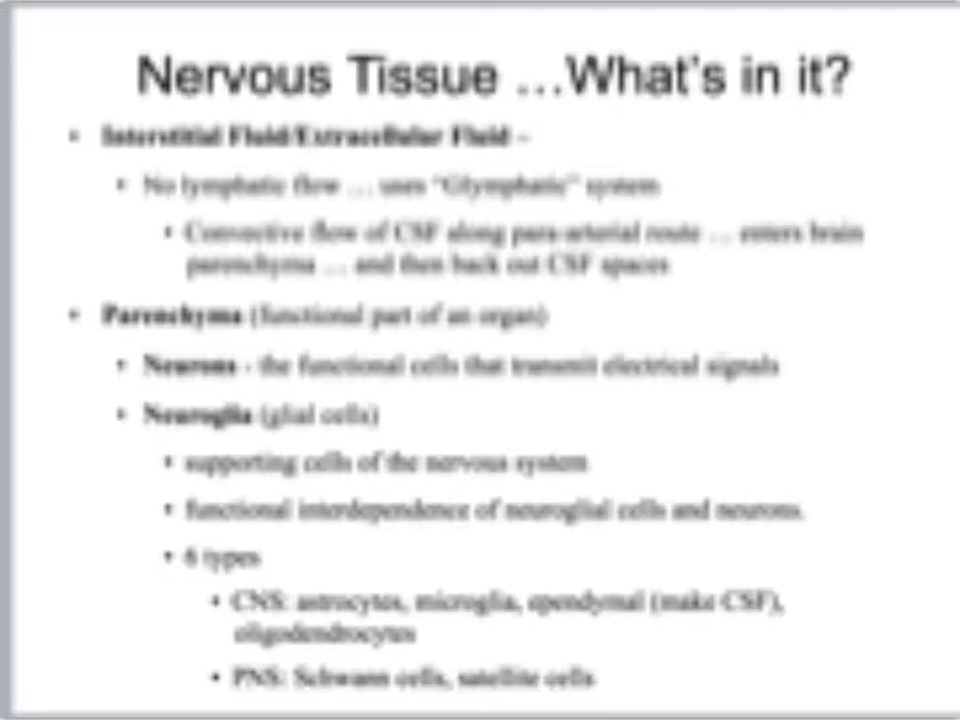 Nervous Tissue …What's in it?
• Interstitial Fluid/Extracellular Fluid –
• No lymphatic flow … uses "Glymphatic" system
• Convective flow of CSF along para-arterial route … enters brain
parenchyma … and then back out CSF spaces
• Parenchyma (functional part of an organ)
• Neurons - the functional cells that transmit electrical signals
• Neuroglia (glial cells)
• supporting cells of the nervous system
• functional interdependence of neuroglial cells and neurons.
• 6 types
• CNS: astrocytes, microglia, ependymal (make CSF),
oligodendrocytes
• PNS: Schwann cells, satellite cells